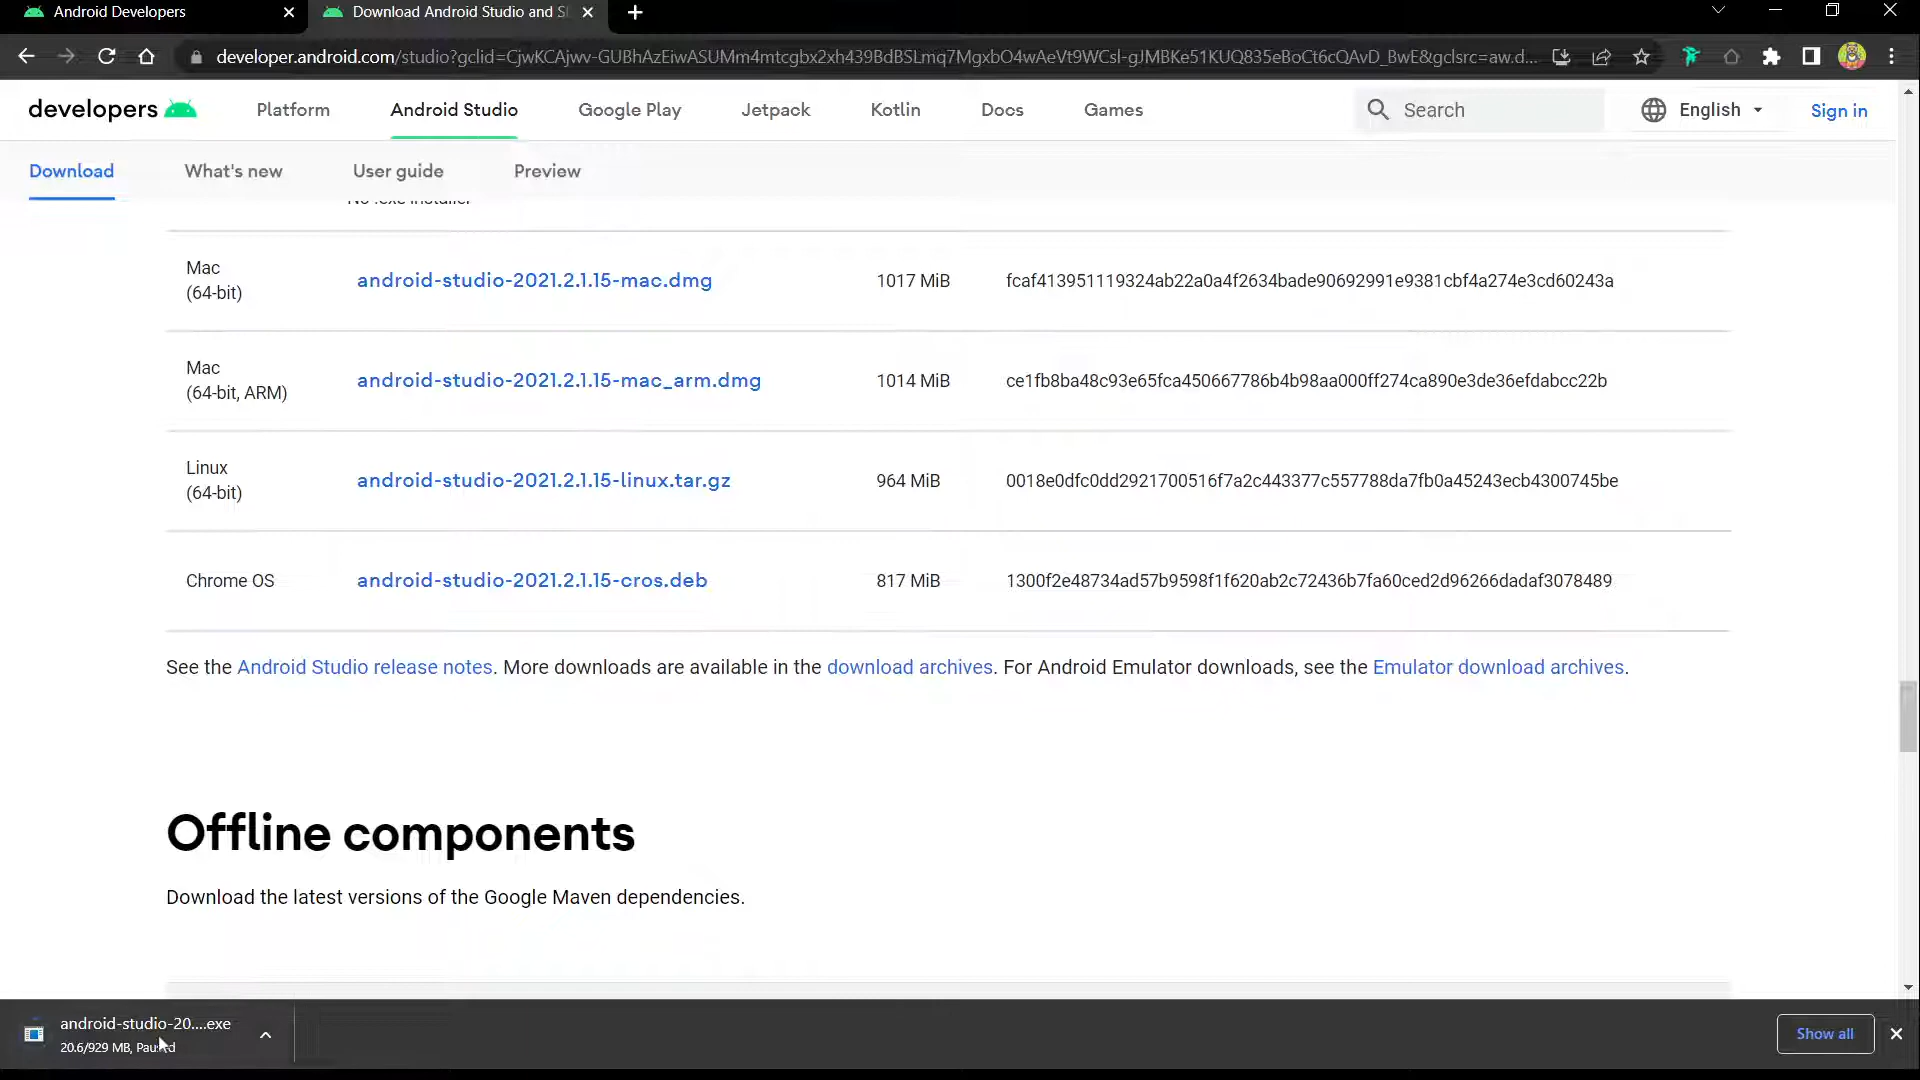 Android Developers
Download Android Studio and S
developer.android.com/studio?gclid=CjwKCAjwv-GUBhAzEiwASUMm4mtcgbx2xh439BdBSLmq7MgxbO4wAeVt9WCsl-gJMBKe51KUQ835eBoCt6cQAvD_BwE&gclsrc=aw.d...
developers
Platform
Android Studio
Google Play
Jetpack
Kotlin
Docs
Games
Search
English
Sign in
Download
What's new
User guide
Preview
No .exe installer
Mac
(64-bit)
android-studio-2021.2.1.15-mac.dmg
1017 MiB
fcaf413951119324ab22a0a4f2634bade90692991e9381cbf4a274e3cd60243a
Mac
(64-bit, ARM)
android-studio-2021.2.1.15-mac_arm.dmg
1014 MiB
ce1fb8ba48c93e65fca450667786b4b98aa000ff274ca890e3de36efdabcc22b
Linux
(64-bit)
android-studio-2021.2.1.15-linux.tar.gz
964 MiB
0018e0dfc0dd2921700516f7a2c443377c557788da7fb0a45243ecb4300745be
Chrome OS
android-studio-2021.2.1.15-cros.deb
817 MiB
1300f2e48734ad57b9598f1f620ab2c72436b7fa60ced2d96266dadaf3078489
See the Android Studio release notes. More downloads are available in the download archives. For Android Emulator downloads, see the Emulator download archives.
Offline components
Download the latest versions of the Google Maven dependencies.
android-studio-20....exe
20.6/929 MB, Paused
Show all